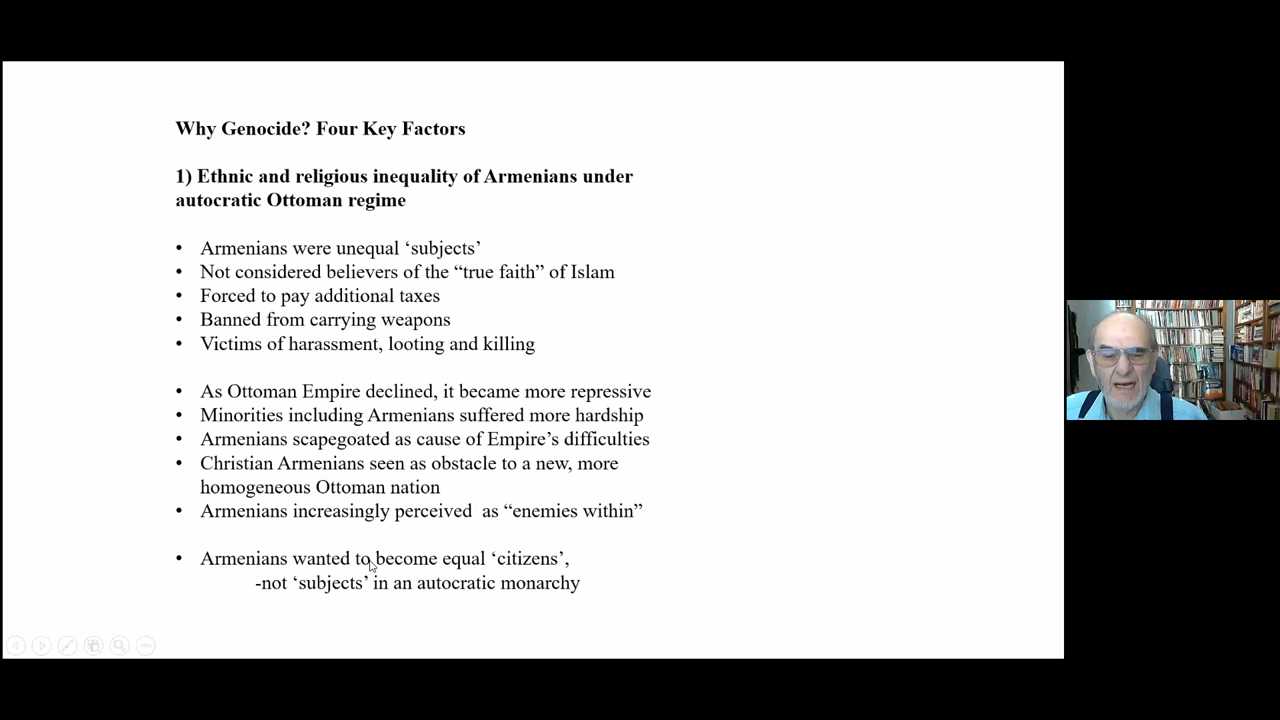 Why Genocide? Four Key Factors
1) Ethnic and religious inequality of Armenians under
autocratic Ottoman regime
• Armenians were unequal ‘subjects’
• Not considered believers of the “true faith” of Islam
• Forced to pay additional taxes
• Banned from carrying weapons
• Victims of harassment, looting and killing
• As Ottoman Empire declined, it became more repressive
• Minorities including Armenians suffered more hardship
• Armenians scapegoated as cause of Empire’s difficulties
• Christian Armenians seen as obstacle to a new, more
homogeneous Ottoman nation
• Armenians increasingly perceived  as “enemies within”
• Armenians wanted to become equal ‘citizens’,
-not ‘subjects’ in an autocratic monarchy